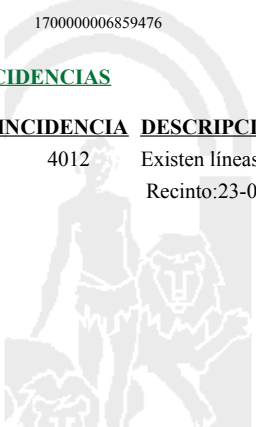 1700000006859476
CIDENCIAS
INCIDENCIA DESCRIPCI
4012 Existen líneas
Recinto:23-0